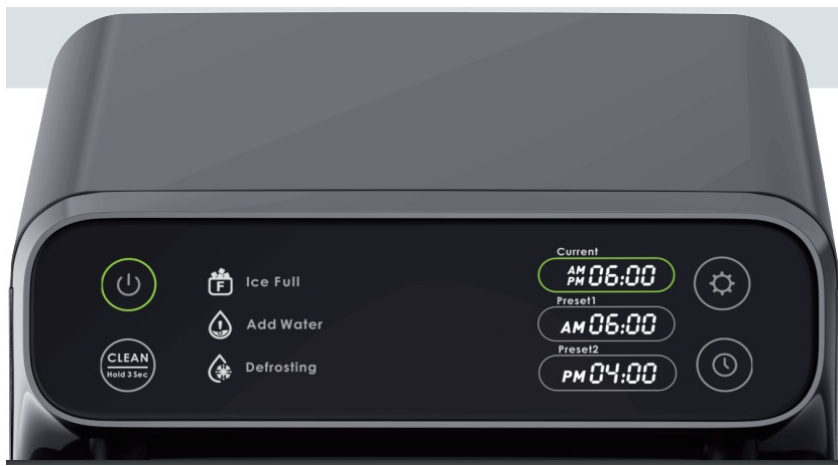 CLEAN
Hold 3 Sec
F
Ice Full
Add Water
Defrosting
Current
AM
PM 06:00
Preset1
AM 06:00
Preset2
PM 04:00